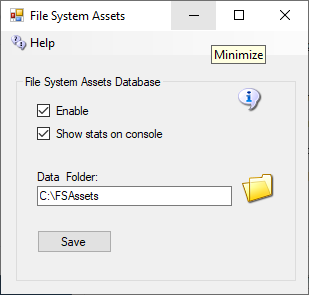 File System Assets
Help
Minimize
File System Assets Database
Enable
Show stats on console
Data Folder:
C:\FSAssets
Save